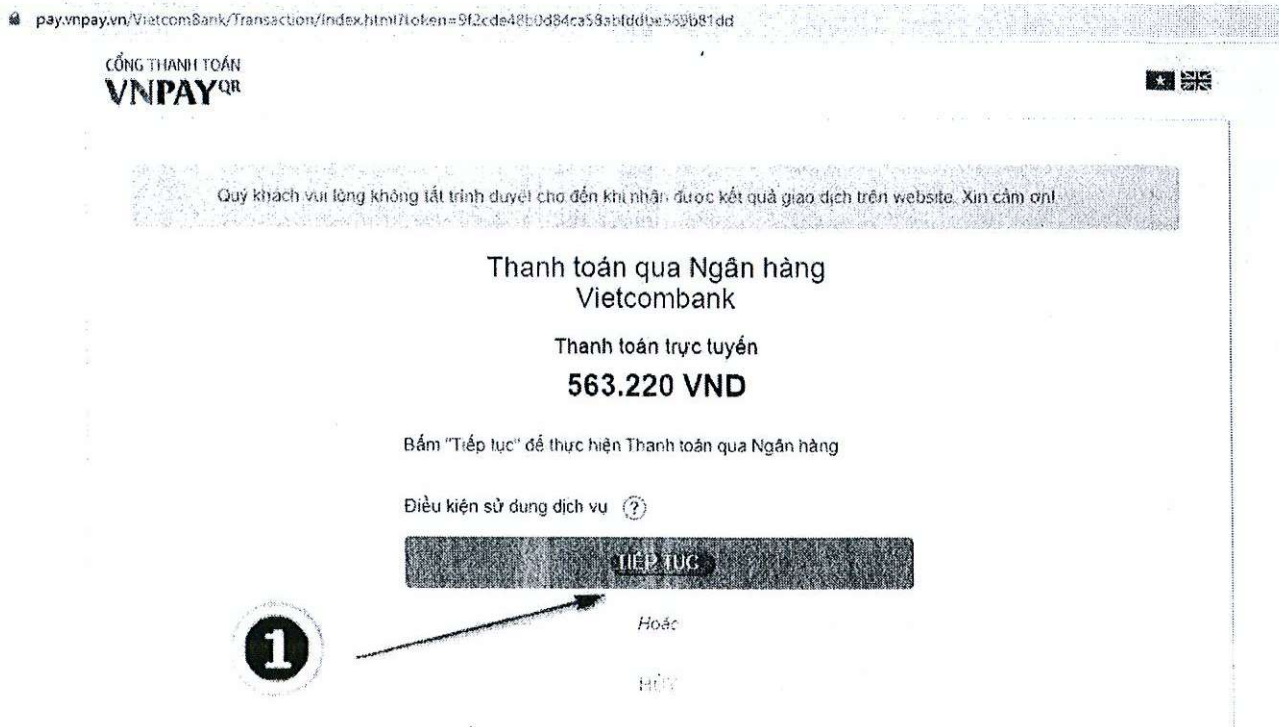 pay.vnpay.vn/VietcomBank/Transaction/Index.html?token=
CỔNG THANH TOÁN
VNPAYQR
Quý khách vui lòng không tắt trình duyệt cho đến khi nhận được kết quả giao dịch trên website. Xin cảm ơn!
Thanh toán qua Ngân hàng
Vietcombank
Thanh toán trực tuyến
563.220 VND
Bấm "Tiếp tục" để thực hiện Thanh toán qua Ngân hàng
Điều kiện sử dụng dịch vụ ?
TIẾP TỤC
1
Hoặc
HỦY